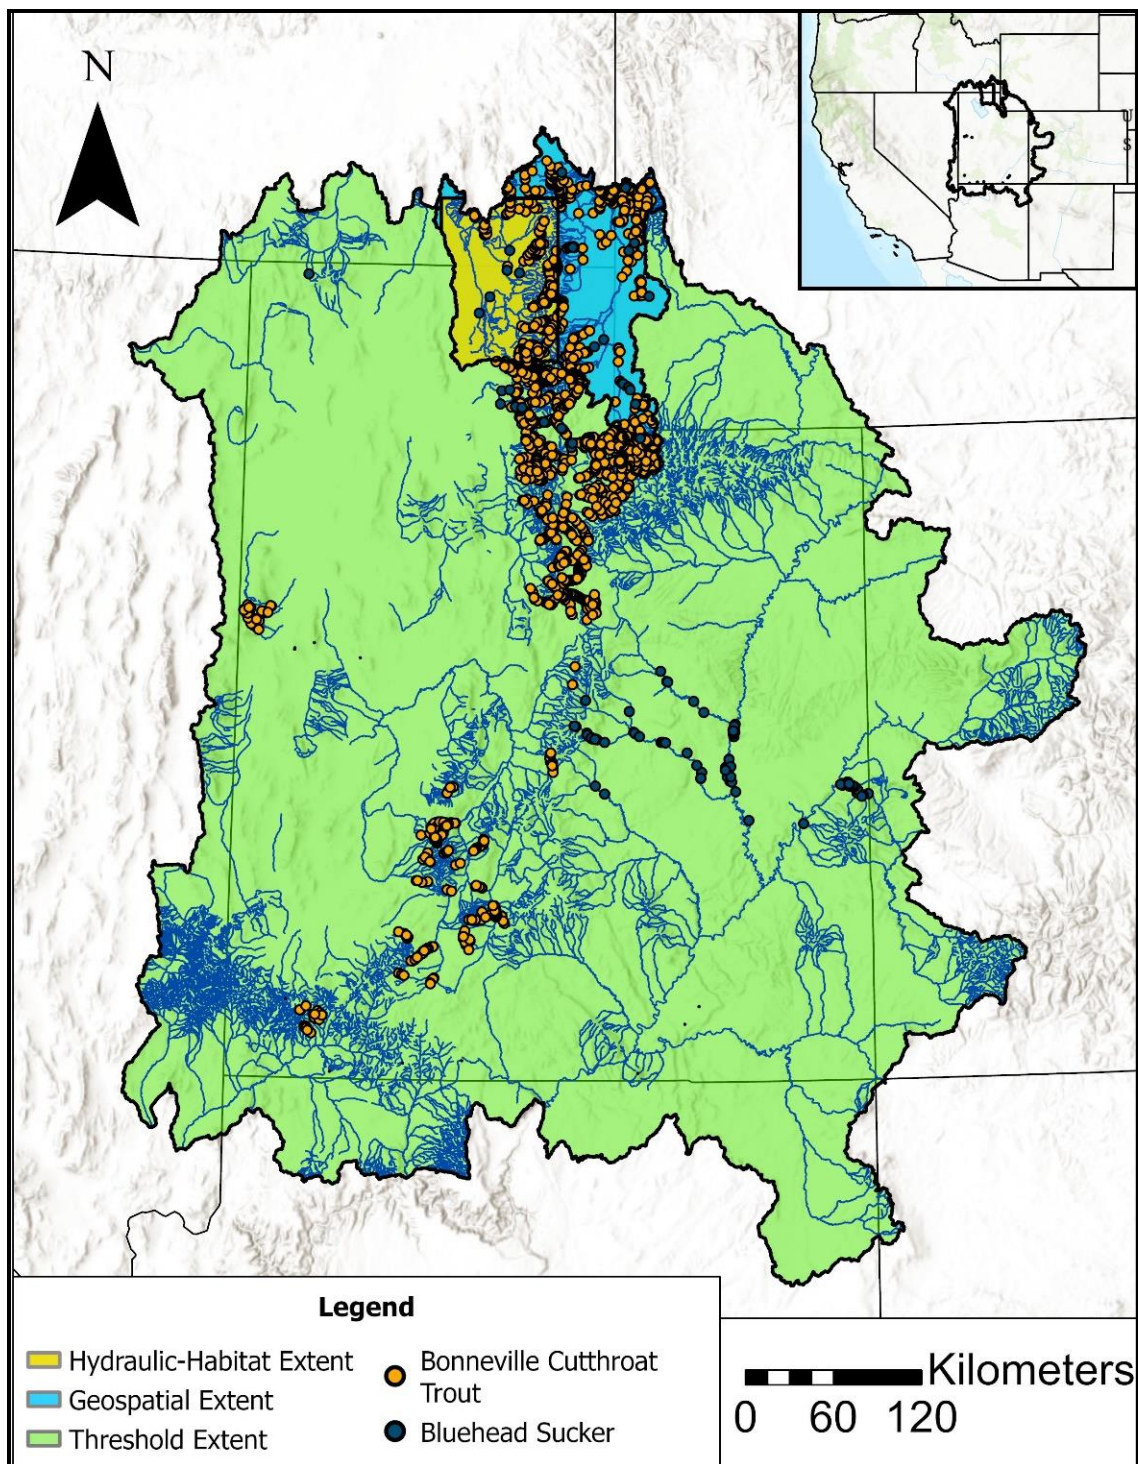 N
U
S
Legend
Hydraulic-Habitat Extent
Geospatial Extent
Threshold Extent
Bonneville Cutthroat
Trout
Bluehead Sucker
Kilometers
0 60 120